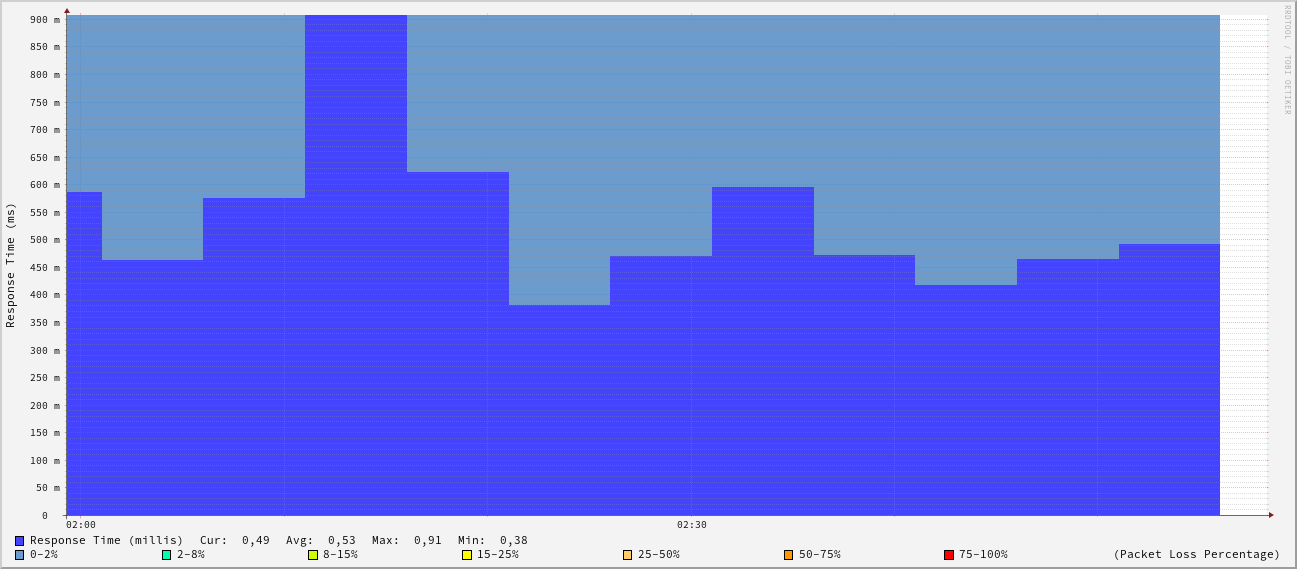 RRDTOOL / TOBI OETIKER
Response Time (ms)
900 m
850 m
800 m
750 m
700 m
650 m
600 m
550 m
500 m
450 m
400 m
350 m
300 m
250 m
200 m
150 m
100 m
50 m
0
02:00 02:30
Response Time (millis) Cur: 0,49 Avg: 0,53 Max: 0,91 Min: 0,38
0-2% 2-8% 8-15% 15-25% 25-50% 50-75% 75-100% (Packet Loss Percentage)